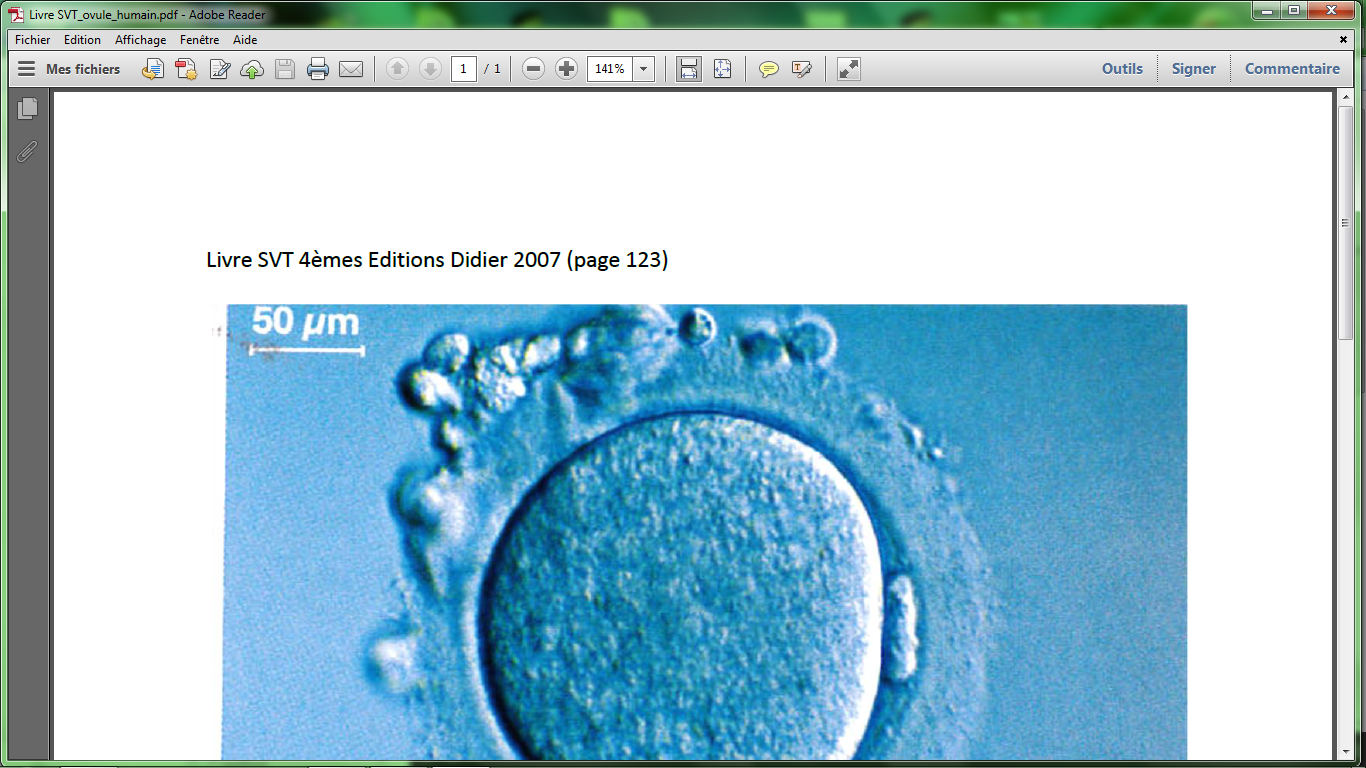 Livre SVT_ovule_humain.pdf - Adobe Reader
Fichier Edition Affichage Fenêtre Aide
Mes fichiers 1 / 1 141% Outils Signer Commentaire
Livre SVT 4èmes Editions Didier 2007 (page 123)
50 µm